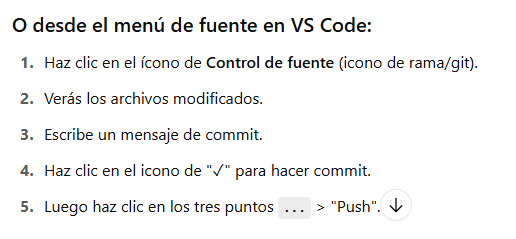 O desde el menú de fuente en VS Code:
1. Haz clic en el ícono de Control de fuente (icono de rama/git).
2. Verás los archivos modificados.
3. Escribe un mensaje de commit.
4. Haz clic en el icono de "✓" para hacer commit.
5. Luego haz clic en los tres puntos ... > "Push".